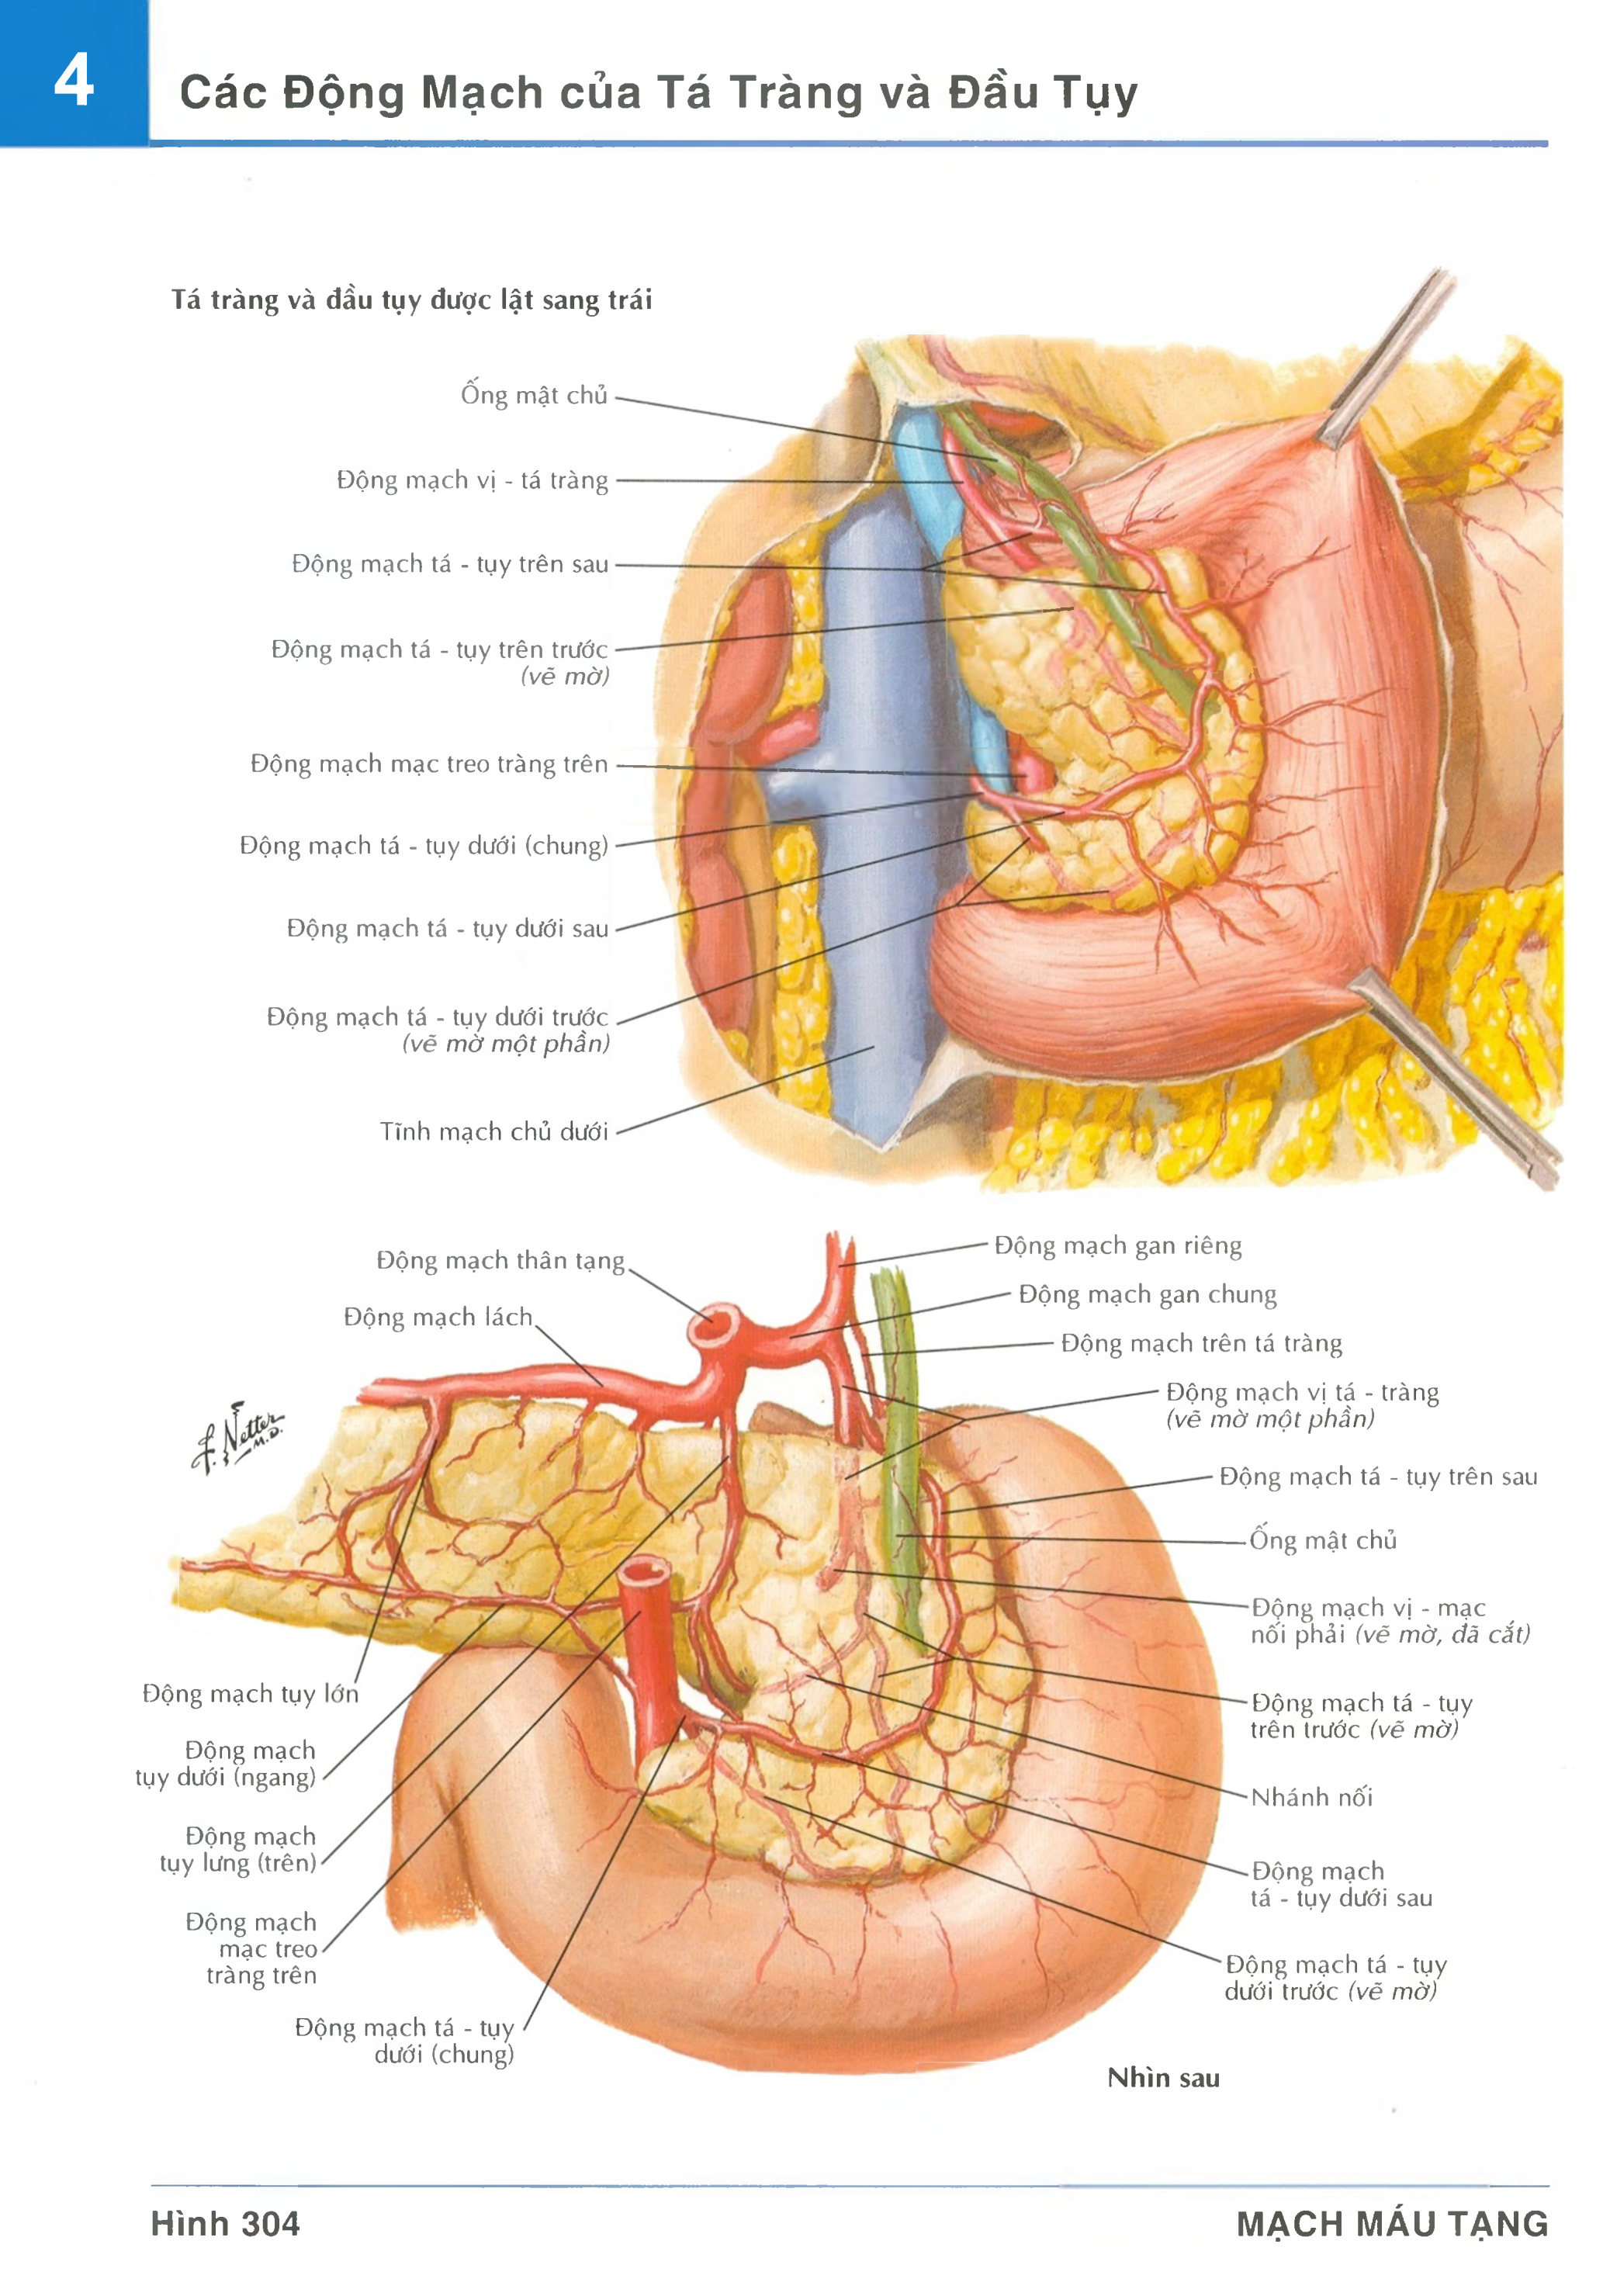 4
Các Động Mạch của Tá Tràng và Đầu Tụy
Tá tràng và đầu tụy được lật sang trái
Ống mật chủ
Động mạch vị - tá tràng
Động mạch tá - tụy trên sau
Động mạch tá - tụy trên trước
(vẽ mờ)
Động mạch mạc treo tràng trên
Động mạch tá - tụy dưới (chung)
Động mạch tá - tụy dưới sau
Động mạch tá - tụy dưới trước
(vẽ mờ một phần)
Tĩnh mạch chủ dưới
Động mạch thân tạng
Động mạch lách
Động mạch gan riêng
Động mạch gan chung
Động mạch trên tá tràng
Động mạch vị tá - tràng
(vẽ mờ một phần)
Động mạch tá - tụy trên sau
Ống mật chủ
Động mạch vị - mạc
nối phải (vẽ mờ, đã cắt)
Động mạch tá - tụy
trên trước (vẽ mờ)
Nhánh nối
Động mạch
tá - tụy dưới sau
Động mạch tá - tụy
dưới trước (vẽ mờ)
F. Netter
M.D.
Động mạch tụy lớn
Động mạch
tụy dưới (ngang)
Động mạch
tụy lưng (trên)
Động mạch
mạc treo
tràng trên
Động mạch tá - tụy
dưới (chung)
Nhìn sau
Hình 304
MẠCH MÁU TẠNG